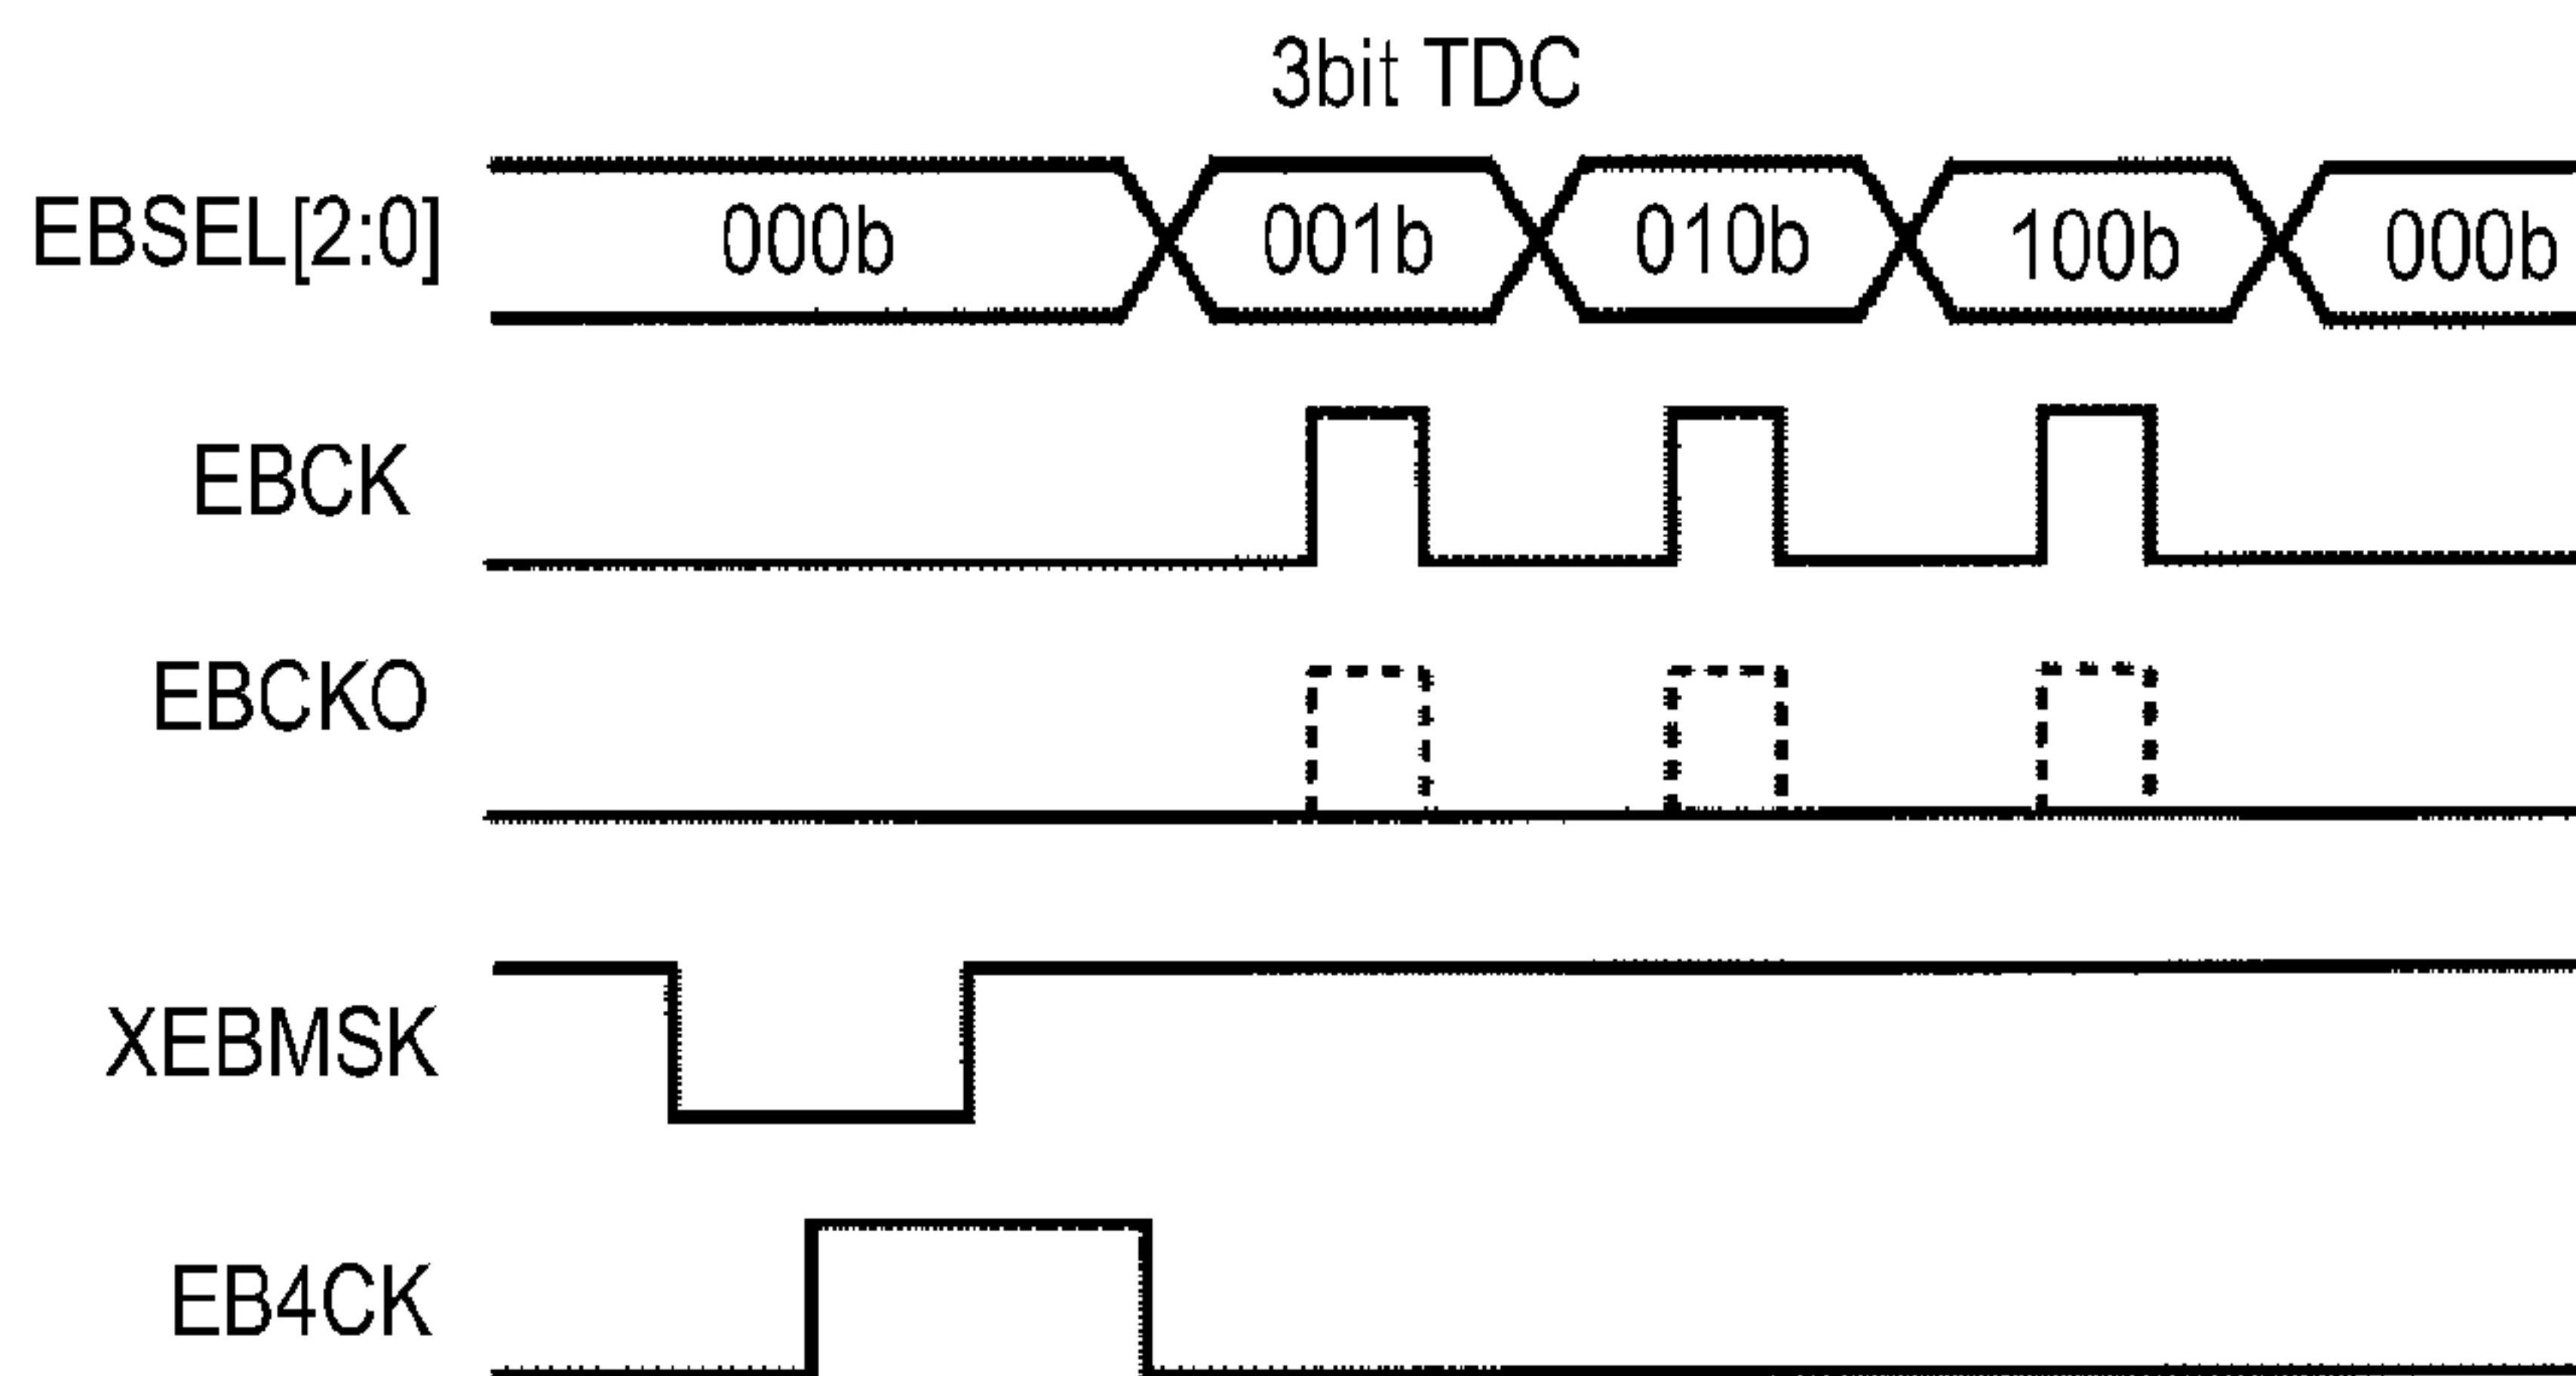 3bit TDC
EBSEL[2:0] 000b 001b 010b 100b 000b
EBCK
EBCKO
XEBMSK
EB4CK